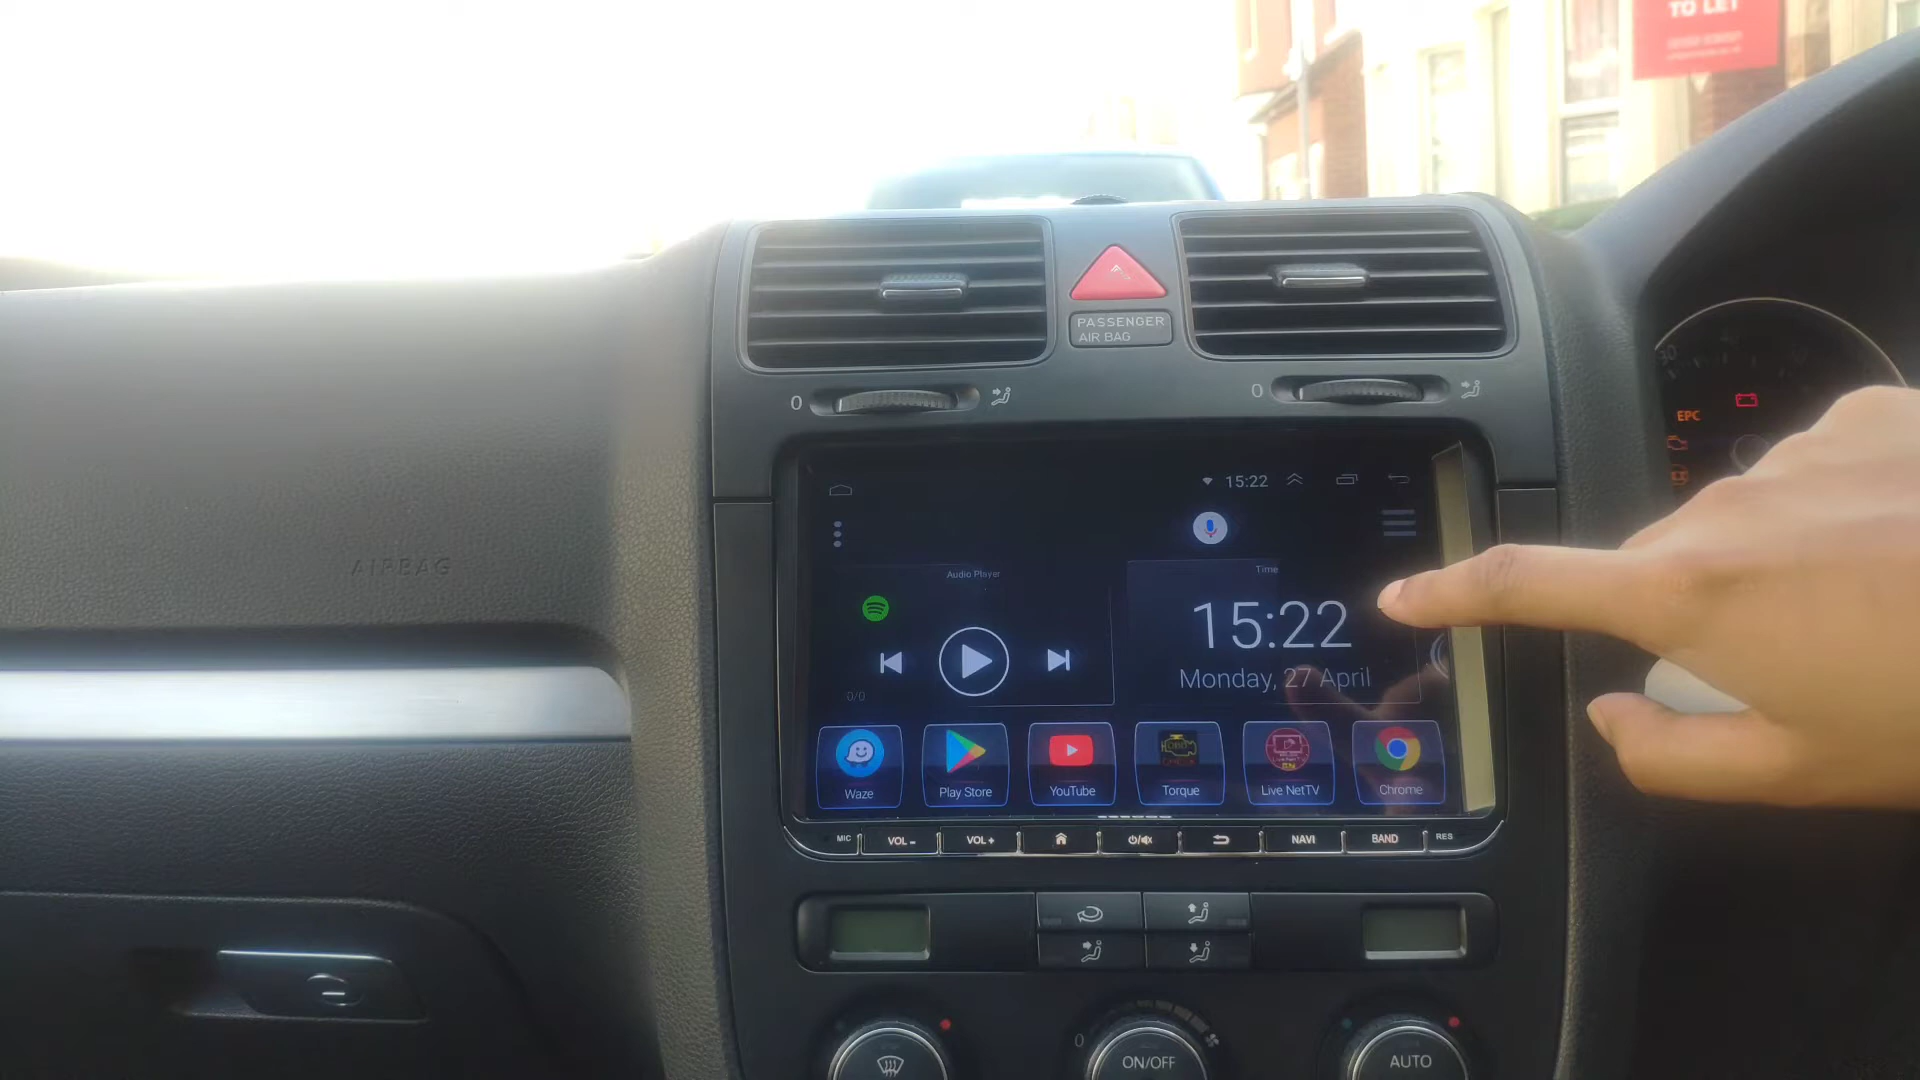 TO LET
PASSENGER
AIR BAG
0
0
30
EPC
AIRBAG
15:22
Audio Player
Time
15:22
Monday, 27 April
0/0
Waze
Play Store
YouTube
Torque
Live NetTV
Chrome
MIC
VOL -
VOL +
NAVI
BAND
RES
0
ON/OFF
AUTO